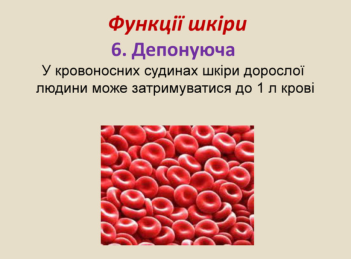 Функції шкіри
6. Депонуюча
У кровоносних судинах шкіри дорослої
людини може затримуватися до 1 л крові